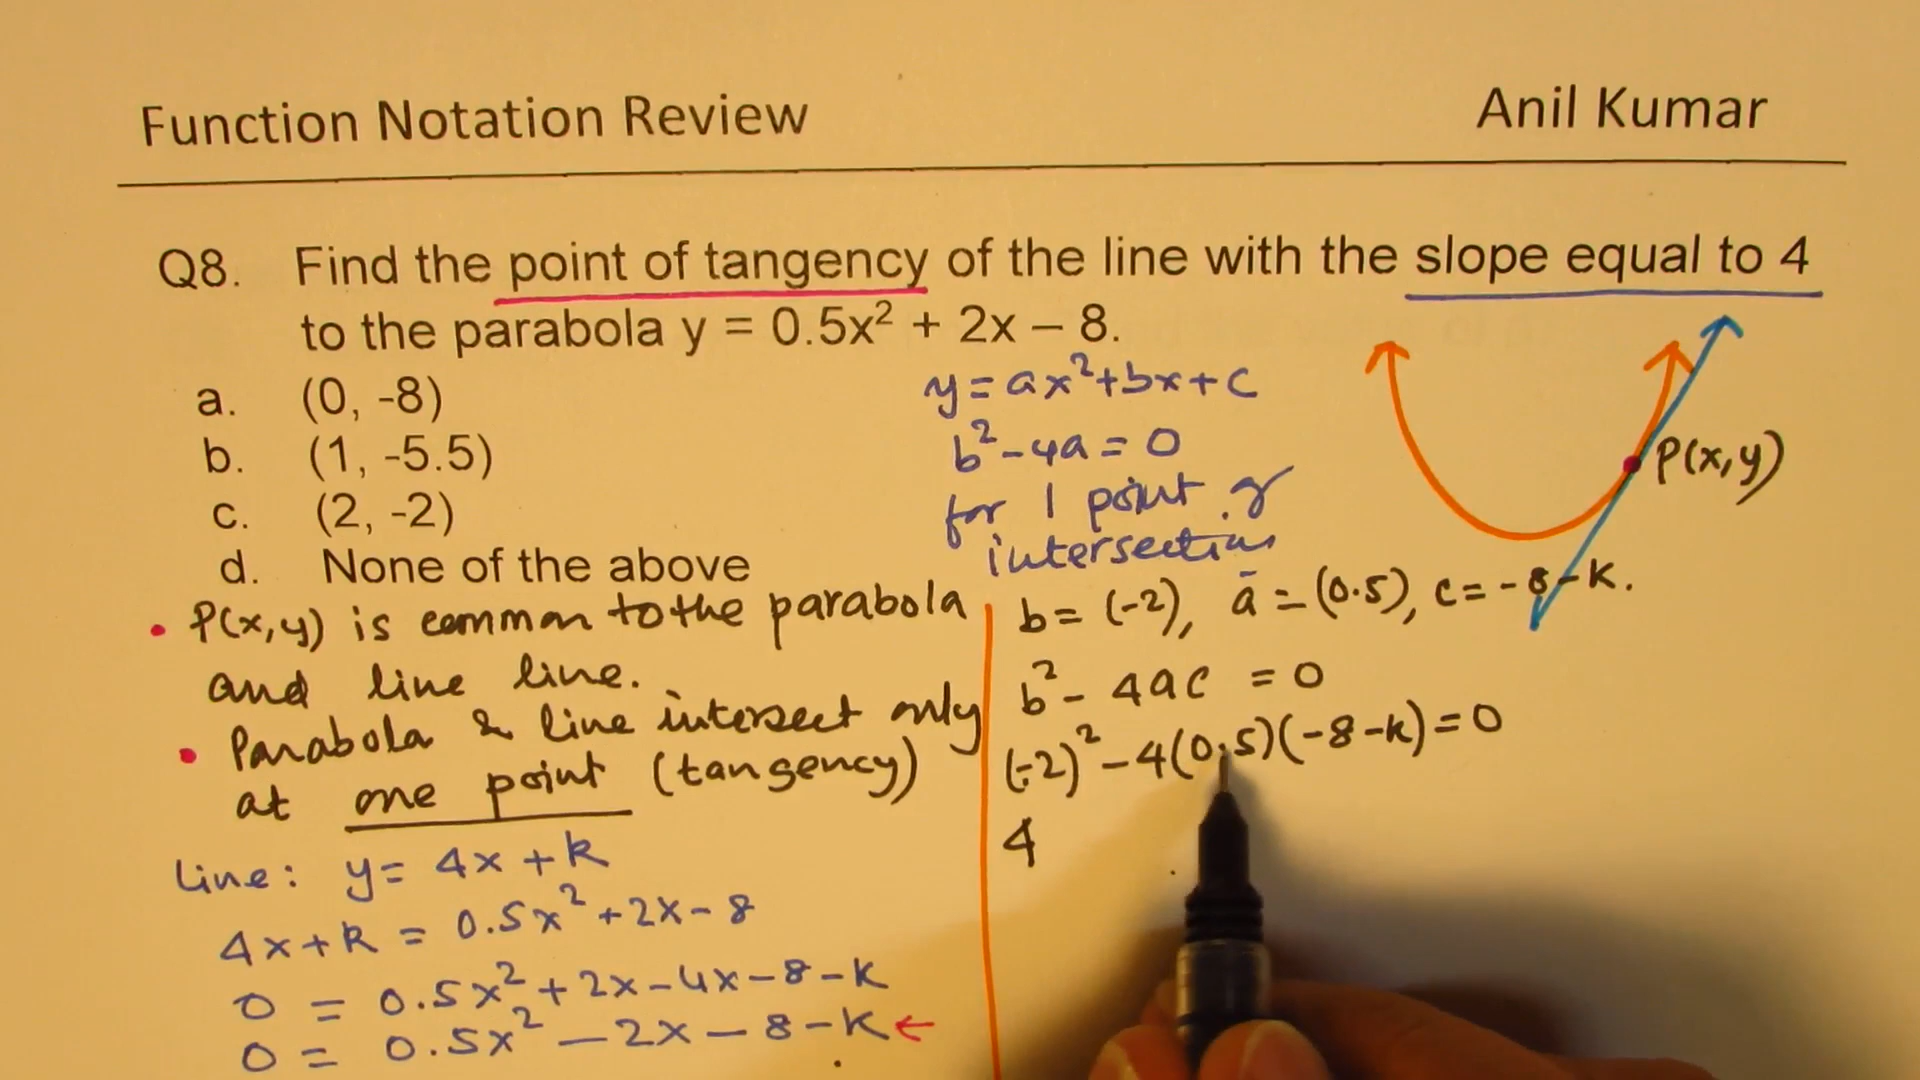 Function Notation Review
Anil Kumar
Q8. Find the point of tangency of the line with the slope equal to 4
to the parabola y = 0.5x² + 2x – 8.
a. (0, -8)
b. (1, -5.5)
c. (2, -2)
d. None of the above
y = ax²+bx+c
b²-4a = 0
for 1 point of
intersection
P(x,y)
• P(x,y) is common to the parabola
and line line.
• Parabola & line intersect only
at one point (tangency)
Line: y = 4x + k
4x+k = 0.5x²+2x-8
0 = 0.5x²+2x-4x-8-k
0 = 0.5x²-2x-8-k ←
b = (-2), a = (0.5), c = -8-k.
b²- 4ac = 0
(-2)²-4(0.5)(-8-k)=0
4